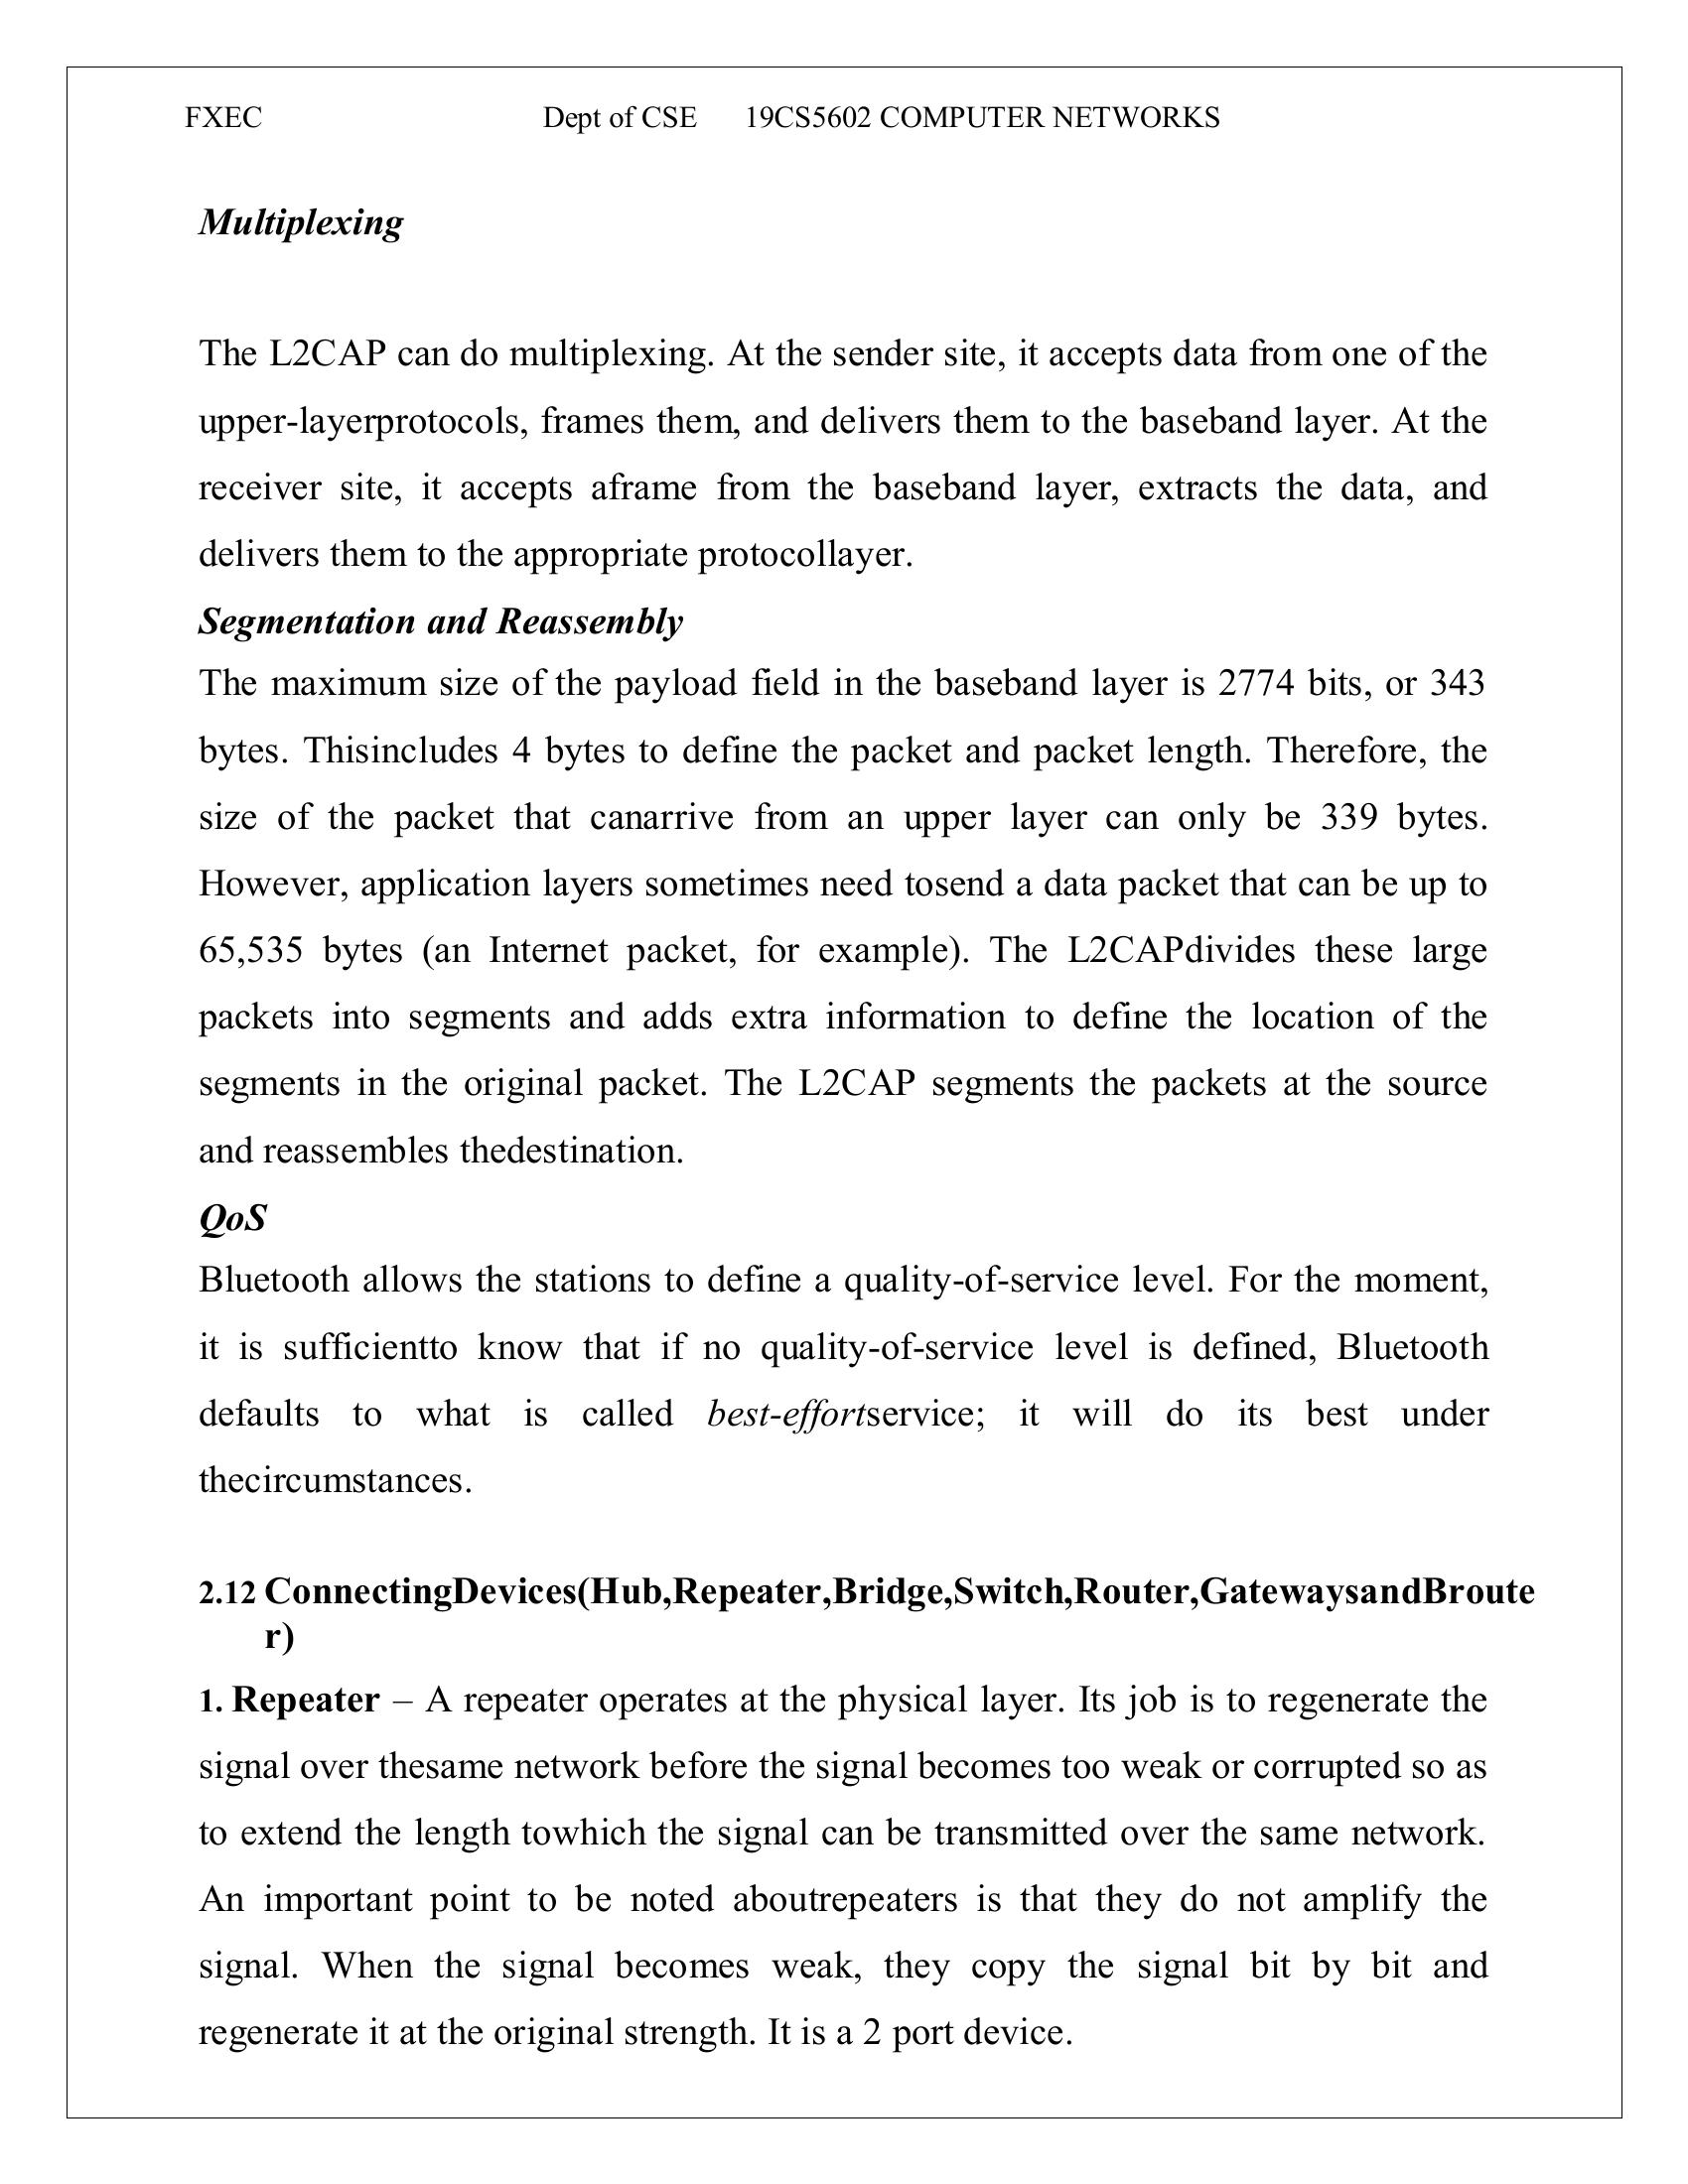 FXEC Dept of CSE 19CS5602 COMPUTER NETWORKS
Multiplexing
The L2CAP can do multiplexing. At the sender site, it accepts data from one of the
upper-layerprotocols, frames them, and delivers them to the baseband layer. At the
receiver site, it accepts aframe from the baseband layer, extracts the data, and
delivers them to the appropriate protocollayer.
Segmentation and Reassembly
The maximum size of the payload field in the baseband layer is 2774 bits, or 343
bytes. Thisincludes 4 bytes to define the packet and packet length. Therefore, the
size of the packet that canarrive from an upper layer can only be 339 bytes.
However, application layers sometimes need tosend a data packet that can be up to
65,535 bytes (an Internet packet, for example). The L2CAPdivides these large
packets into segments and adds extra information to define the location of the
segments in the original packet. The L2CAP segments the packets at the source
and reassembles thedestination.
QoS
Bluetooth allows the stations to define a quality-of-service level. For the moment,
it is sufficientto know that if no quality-of-service level is defined, Bluetooth
defaults to what is called best-effortservice; it will do its best under
thecircumstances.
2.12 ConnectingDevices(Hub,Repeater,Bridge,Switch,Router,GatewaysandBroute
r)
1. Repeater – A repeater operates at the physical layer. Its job is to regenerate the
signal over thesame network before the signal becomes too weak or corrupted so as
to extend the length towhich the signal can be transmitted over the same network.
An important point to be noted aboutrepeaters is that they do not amplify the
signal. When the signal becomes weak, they copy the signal bit by bit and
regenerate it at the original strength. It is a 2 port device.